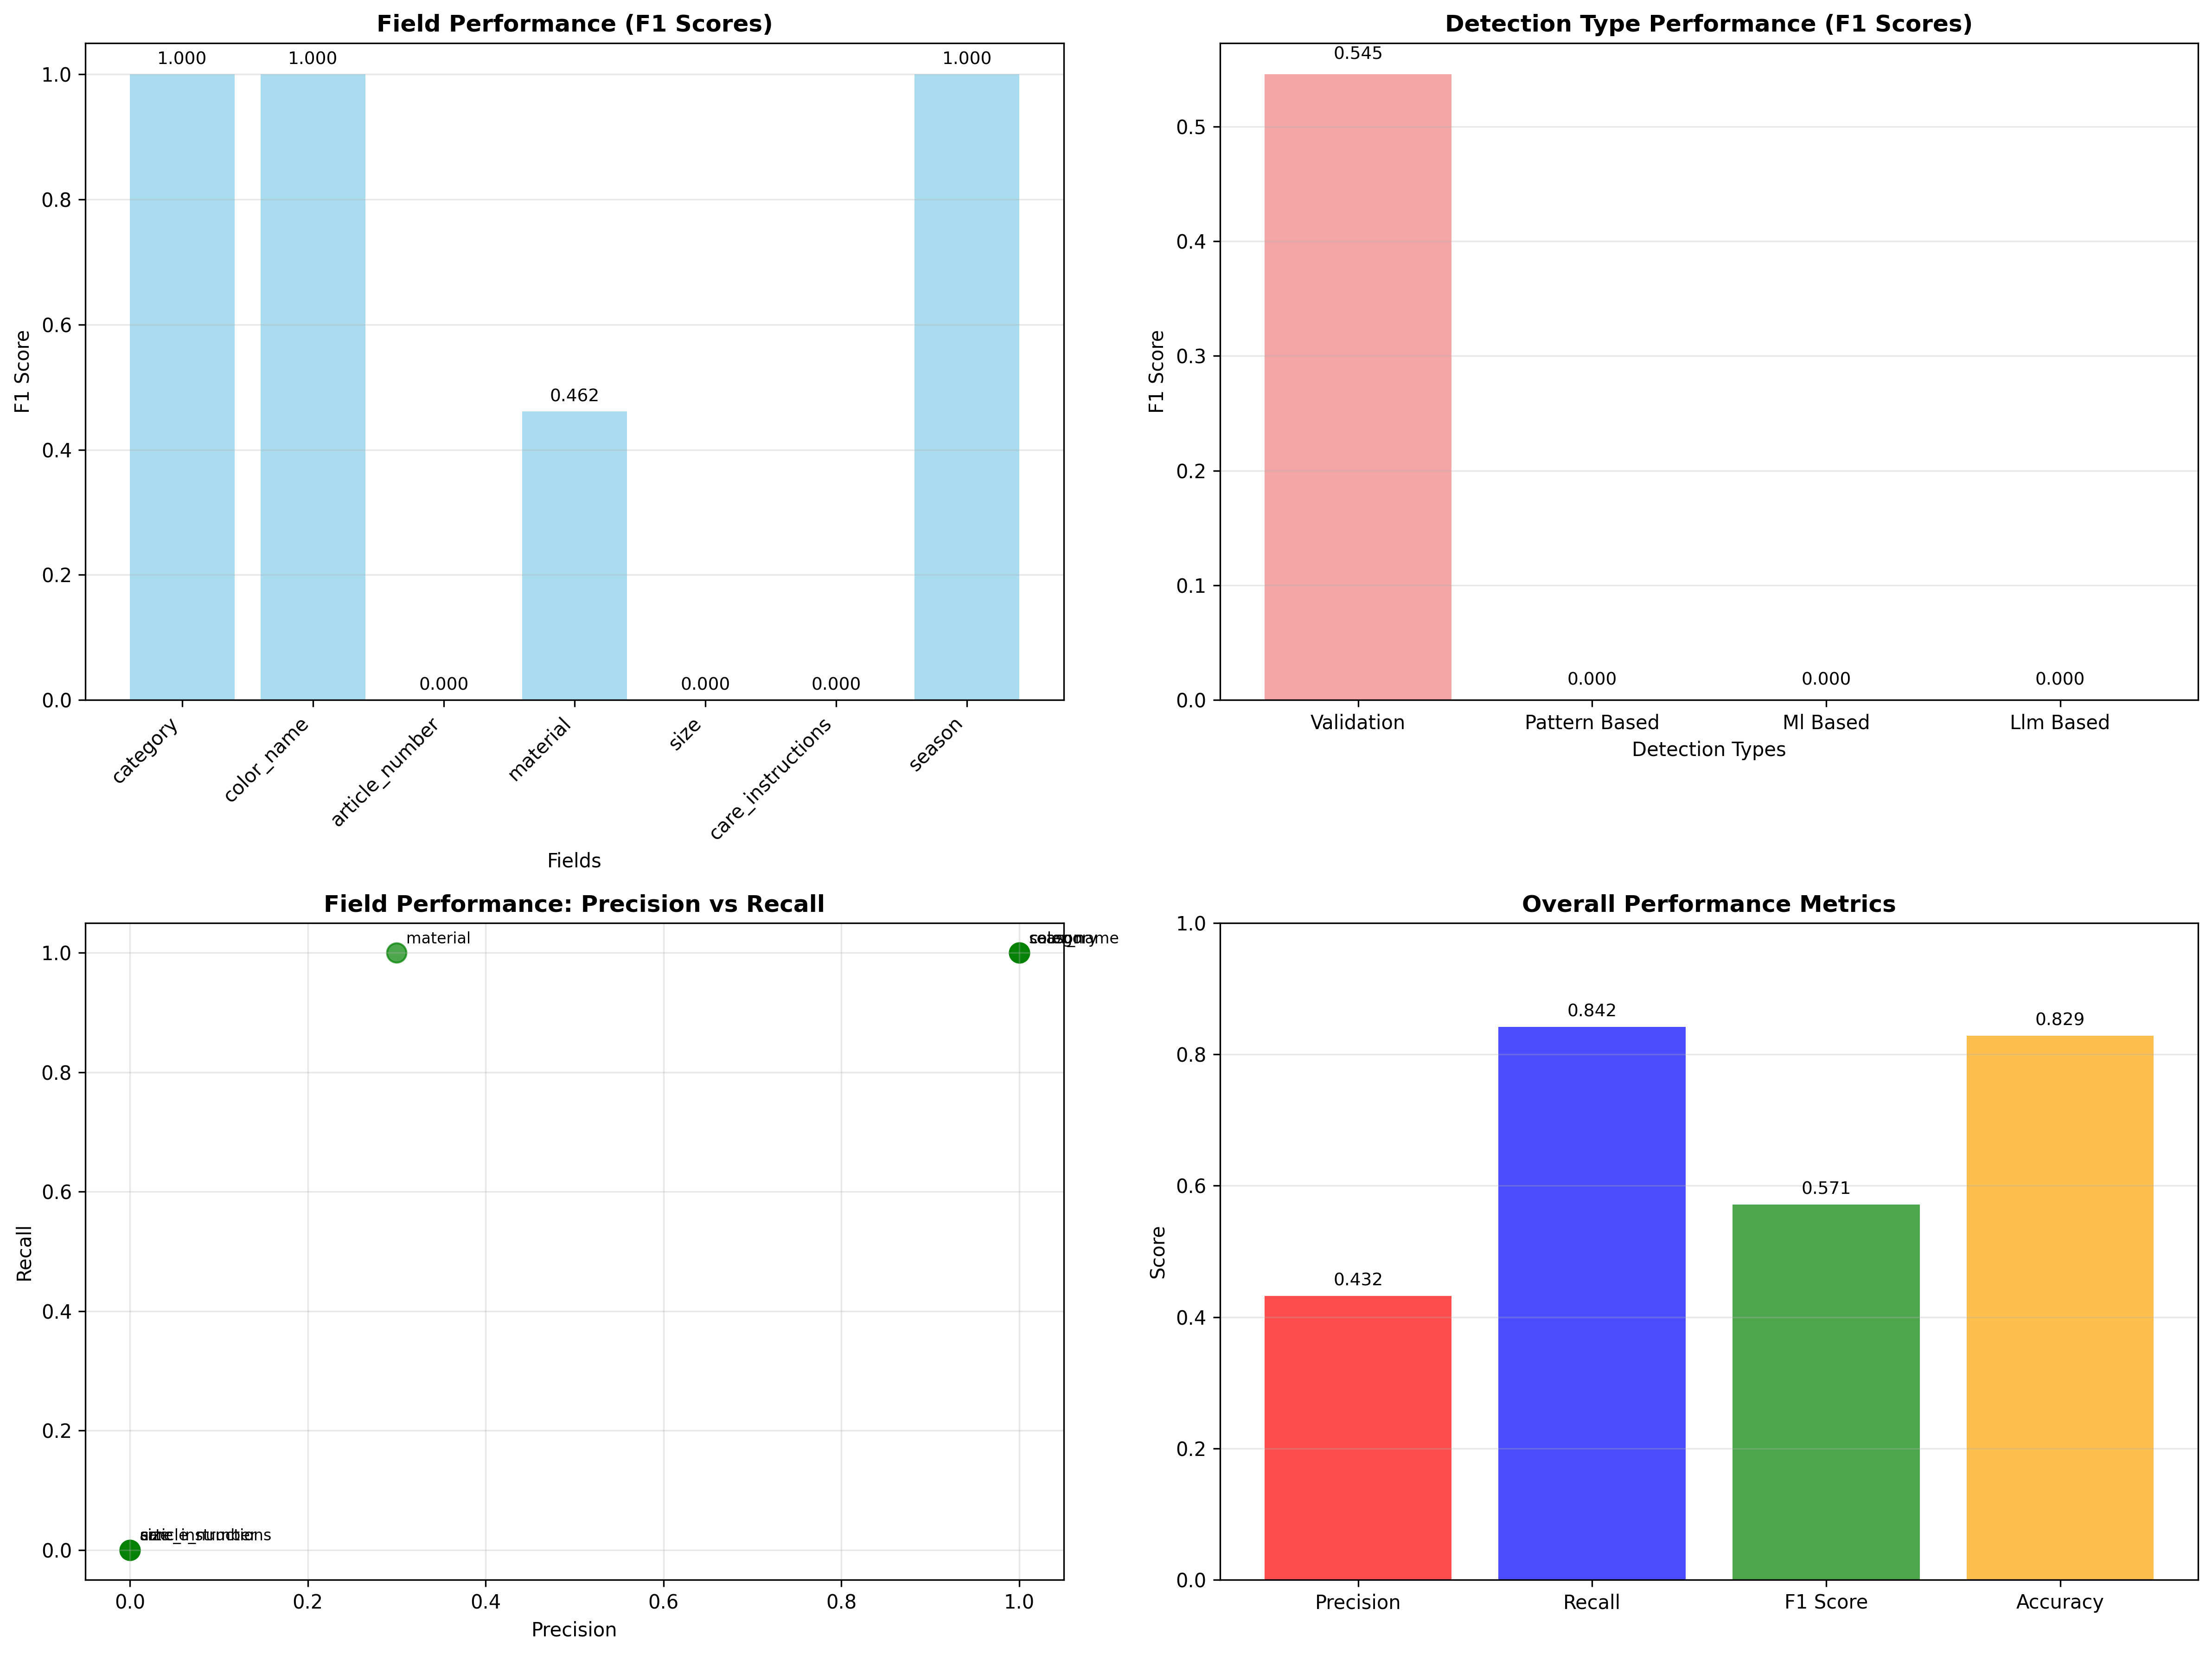 Field Performance (F1 Scores)
1.000
1.000
0.000
0.462
0.000
0.000
1.000
1.0
0.8
0.6
0.4
0.2
0.0
F1 Score
category
color_name
article_number
material
size
care_instructions
season
Fields
Detection Type Performance (F1 Scores)
0.545
0.000
0.000
0.000
0.5
0.4
0.3
0.2
0.1
0.0
F1 Score
Validation
Pattern Based
Ml Based
Llm Based
Detection Types
Field Performance: Precision vs Recall
material
1.0
0.8
0.6
0.4
0.2
0.0
Recall
0.0
0.2
0.4
0.6
0.8
1.0
Precision
Overall Performance Metrics
0.432
0.842
0.571
0.829
1.0
0.8
0.6
0.4
0.2
0.0
Score
Precision
Recall
F1 Score
Accuracy